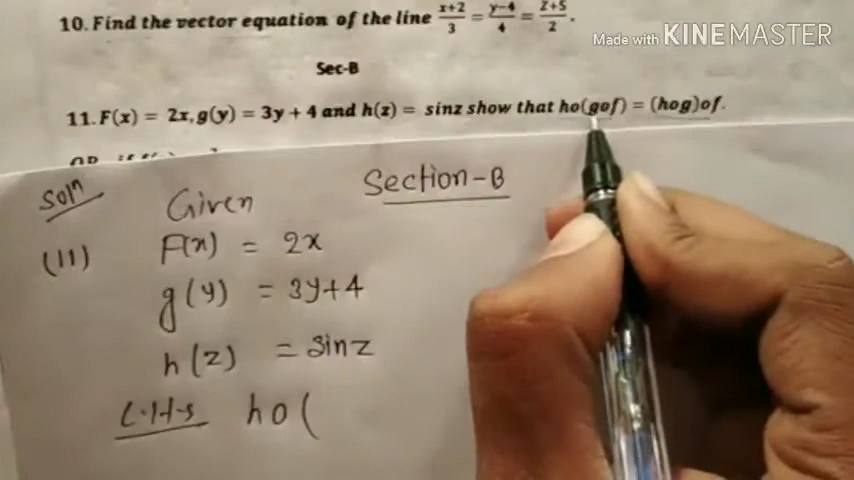 10. Find the vector equation of the line x+2/3 = y-4/4 = z+5/2.
Made with KINEMASTER
Sec-B
11. F(x) = 2x, g(y) = 3y + 4 and h(z) = sinz show that ho(gof) = (hog)of.
OR
Soln
Given
Section-B
(11)
F(x) = 2x
g(y) = 3y+4
h(z) = sinz
L.H.S ho(